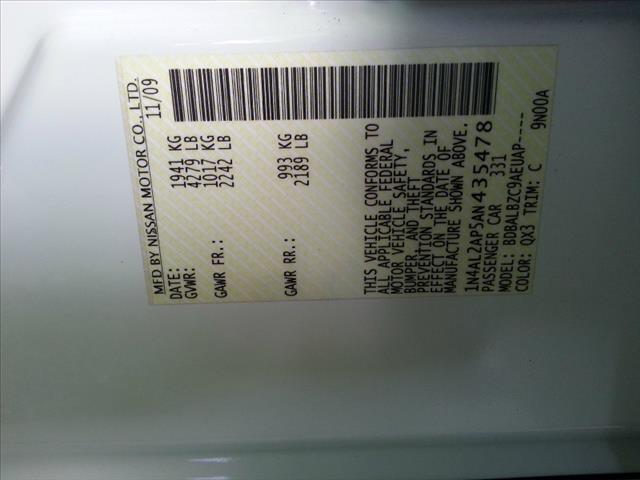 MFD BY NISSAN MOTOR CO., LTD.
DATE: 11/09
GVWR: 1941 KG
4279 LB
GAWR FR.: 1017 KG
2242 LB
GAWR RR.: 993 KG
2189 LB
THIS VEHICLE CONFORMS TO
ALL APPLICABLE FEDERAL
MOTOR VEHICLE SAFETY,
BUMPER, AND THEFT
PREVENTION STANDARDS IN
EFFECT ON THE DATE OF
MANUFACTURE SHOWN ABOVE.
1N4AL2AP5AN435478
PASSENGER CAR 331
MODEL: BDBALBZC9AEUAP----
COLOR: QX3 TRIM: C 9N00A